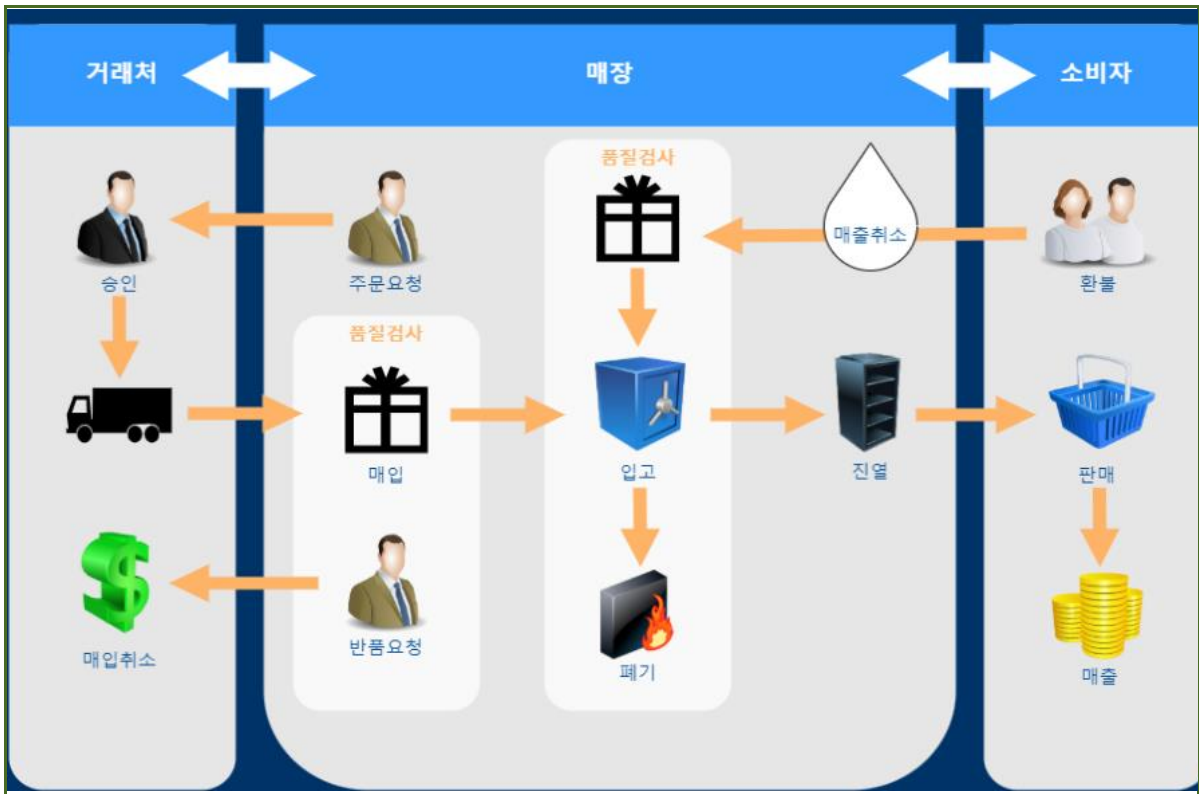 거래처
매장
소비자
품질검사
매출취소
승인
주문요청
환불
품질검사
매입
입고
진열
판매
매입취소
반품요청
폐기
매출